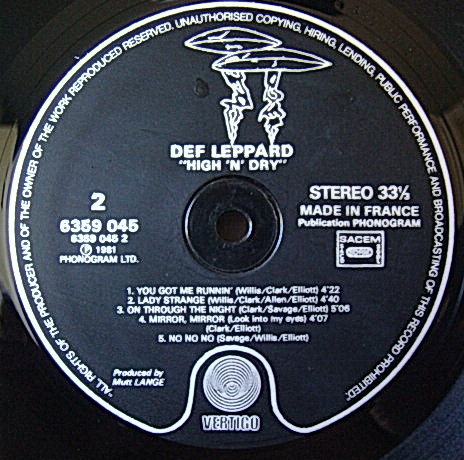 "ALL RIGHTS OF THE PRODUCER AND OF THE OWNER OF THE WORK REPRODUCED RESERVED. UNAUTHORISED COPYING, HIRING, LENDING, PUBLIC PERFORMANCE AND BROADCASTING OF THIS RECORD PROHIBITED."
DEF LEPPARD
"HIGH 'N' DRY"
2
6359 045
6359 045 2
Ⓟ 1981
PHONOGRAM LTD.
STEREO 33⅓
MADE IN FRANCE
Publication PHONOGRAM
SACEM
1. YOU GOT ME RUNNIN' (Willis/Clark/Elliott) 4'22
2. LADY STRANGE (Willis/Clark/Allen/Elliott) 4'40
3. ON THROUGH THE NIGHT (Clark/Savage/Elliott) 5'06
4. MIRROR, MIRROR (Look into my eyes) 4'07
(Clark/Elliott)
5. NO NO NO (Savage/Willis/Elliott)
Produced by
Mutt LANGE
VERTIGO